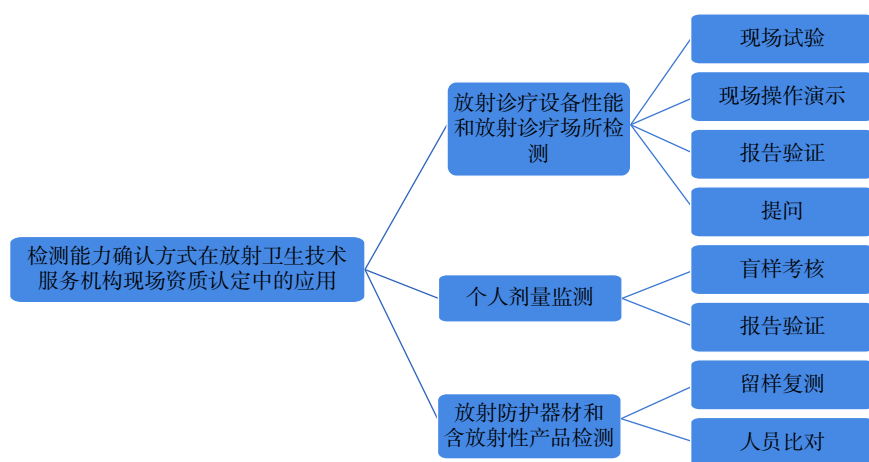 检测能力确认方式在放射卫生技术
服务机构现场资质认定中的应用
放射诊疗设备性能
和放射诊疗场所检
测
现场试验
现场操作演示
报告验证
提问
个人剂量监测
盲样考核
报告验证
放射防护器材和
含放射性产品检测
留样复测
人员比对